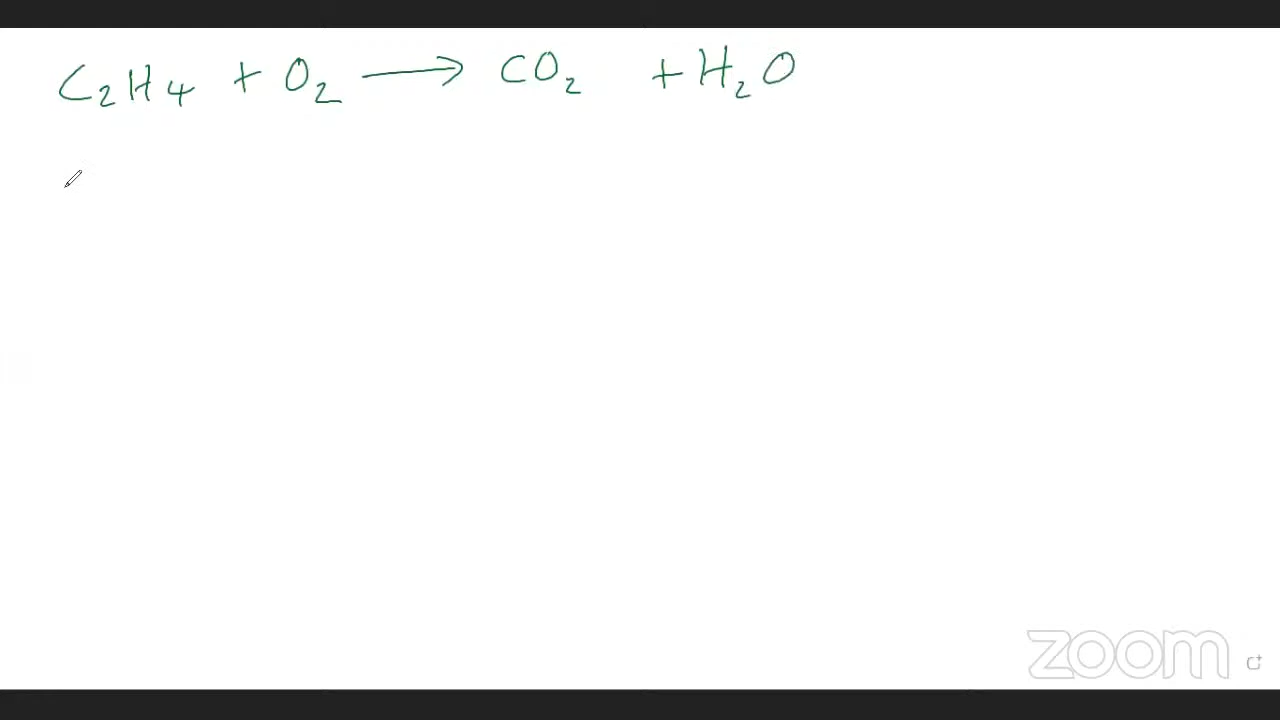 C₂H₄ + O₂ ⟶ CO₂ + H₂O
zoom